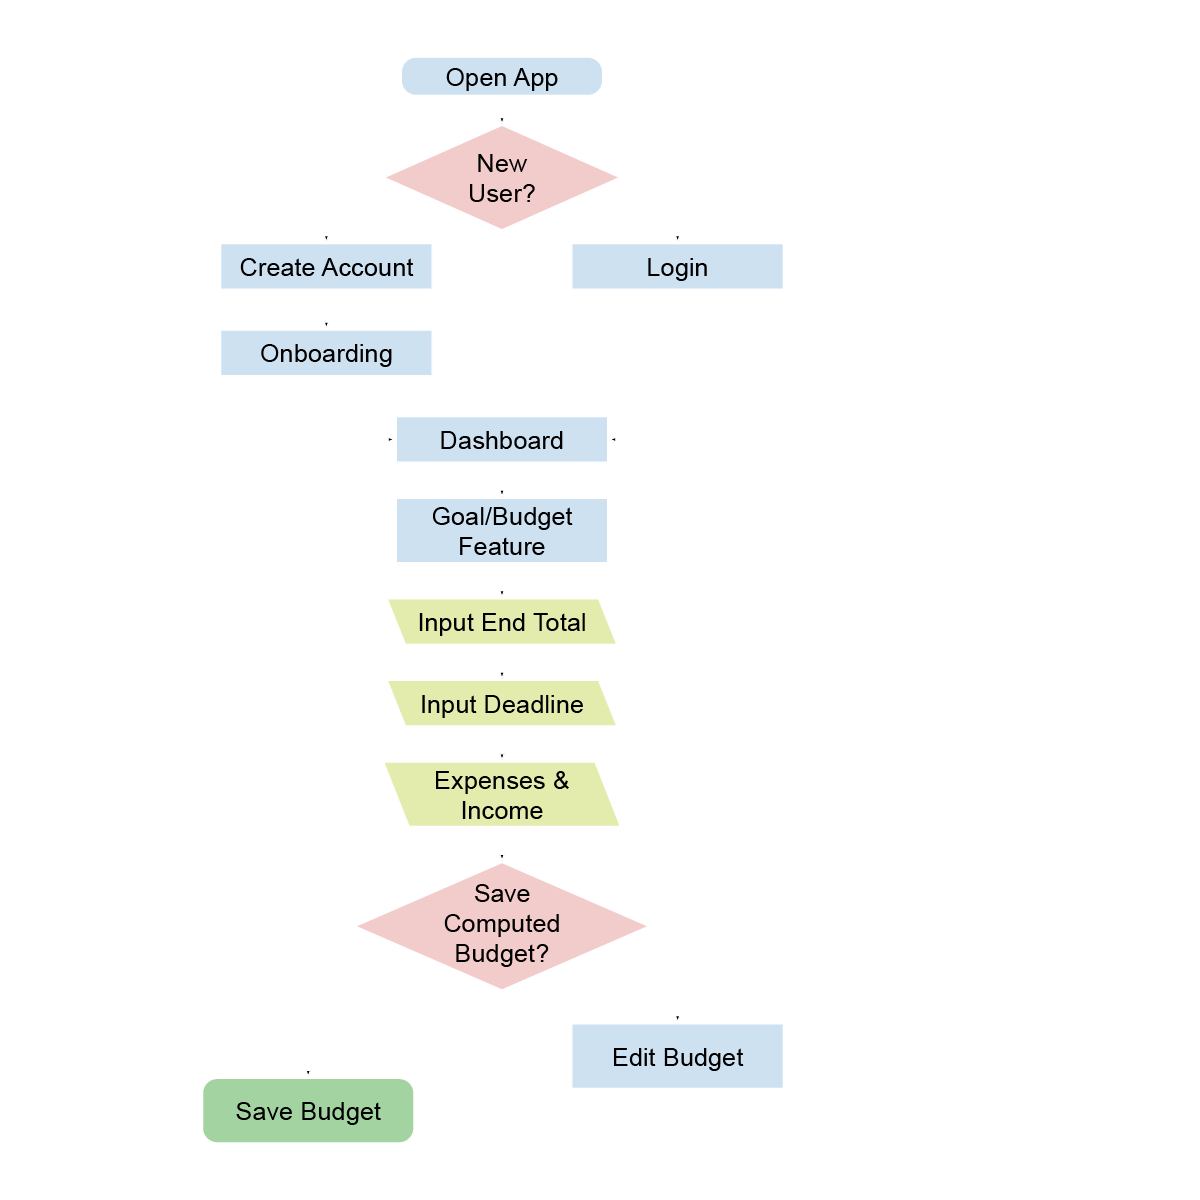 Open App
New
User?
Create Account
Login
Onboarding
Dashboard
Goal/Budget
Feature
Input End Total
Input Deadline
Expenses &
Income
Save
Computed
Budget?
Edit Budget
Save Budget